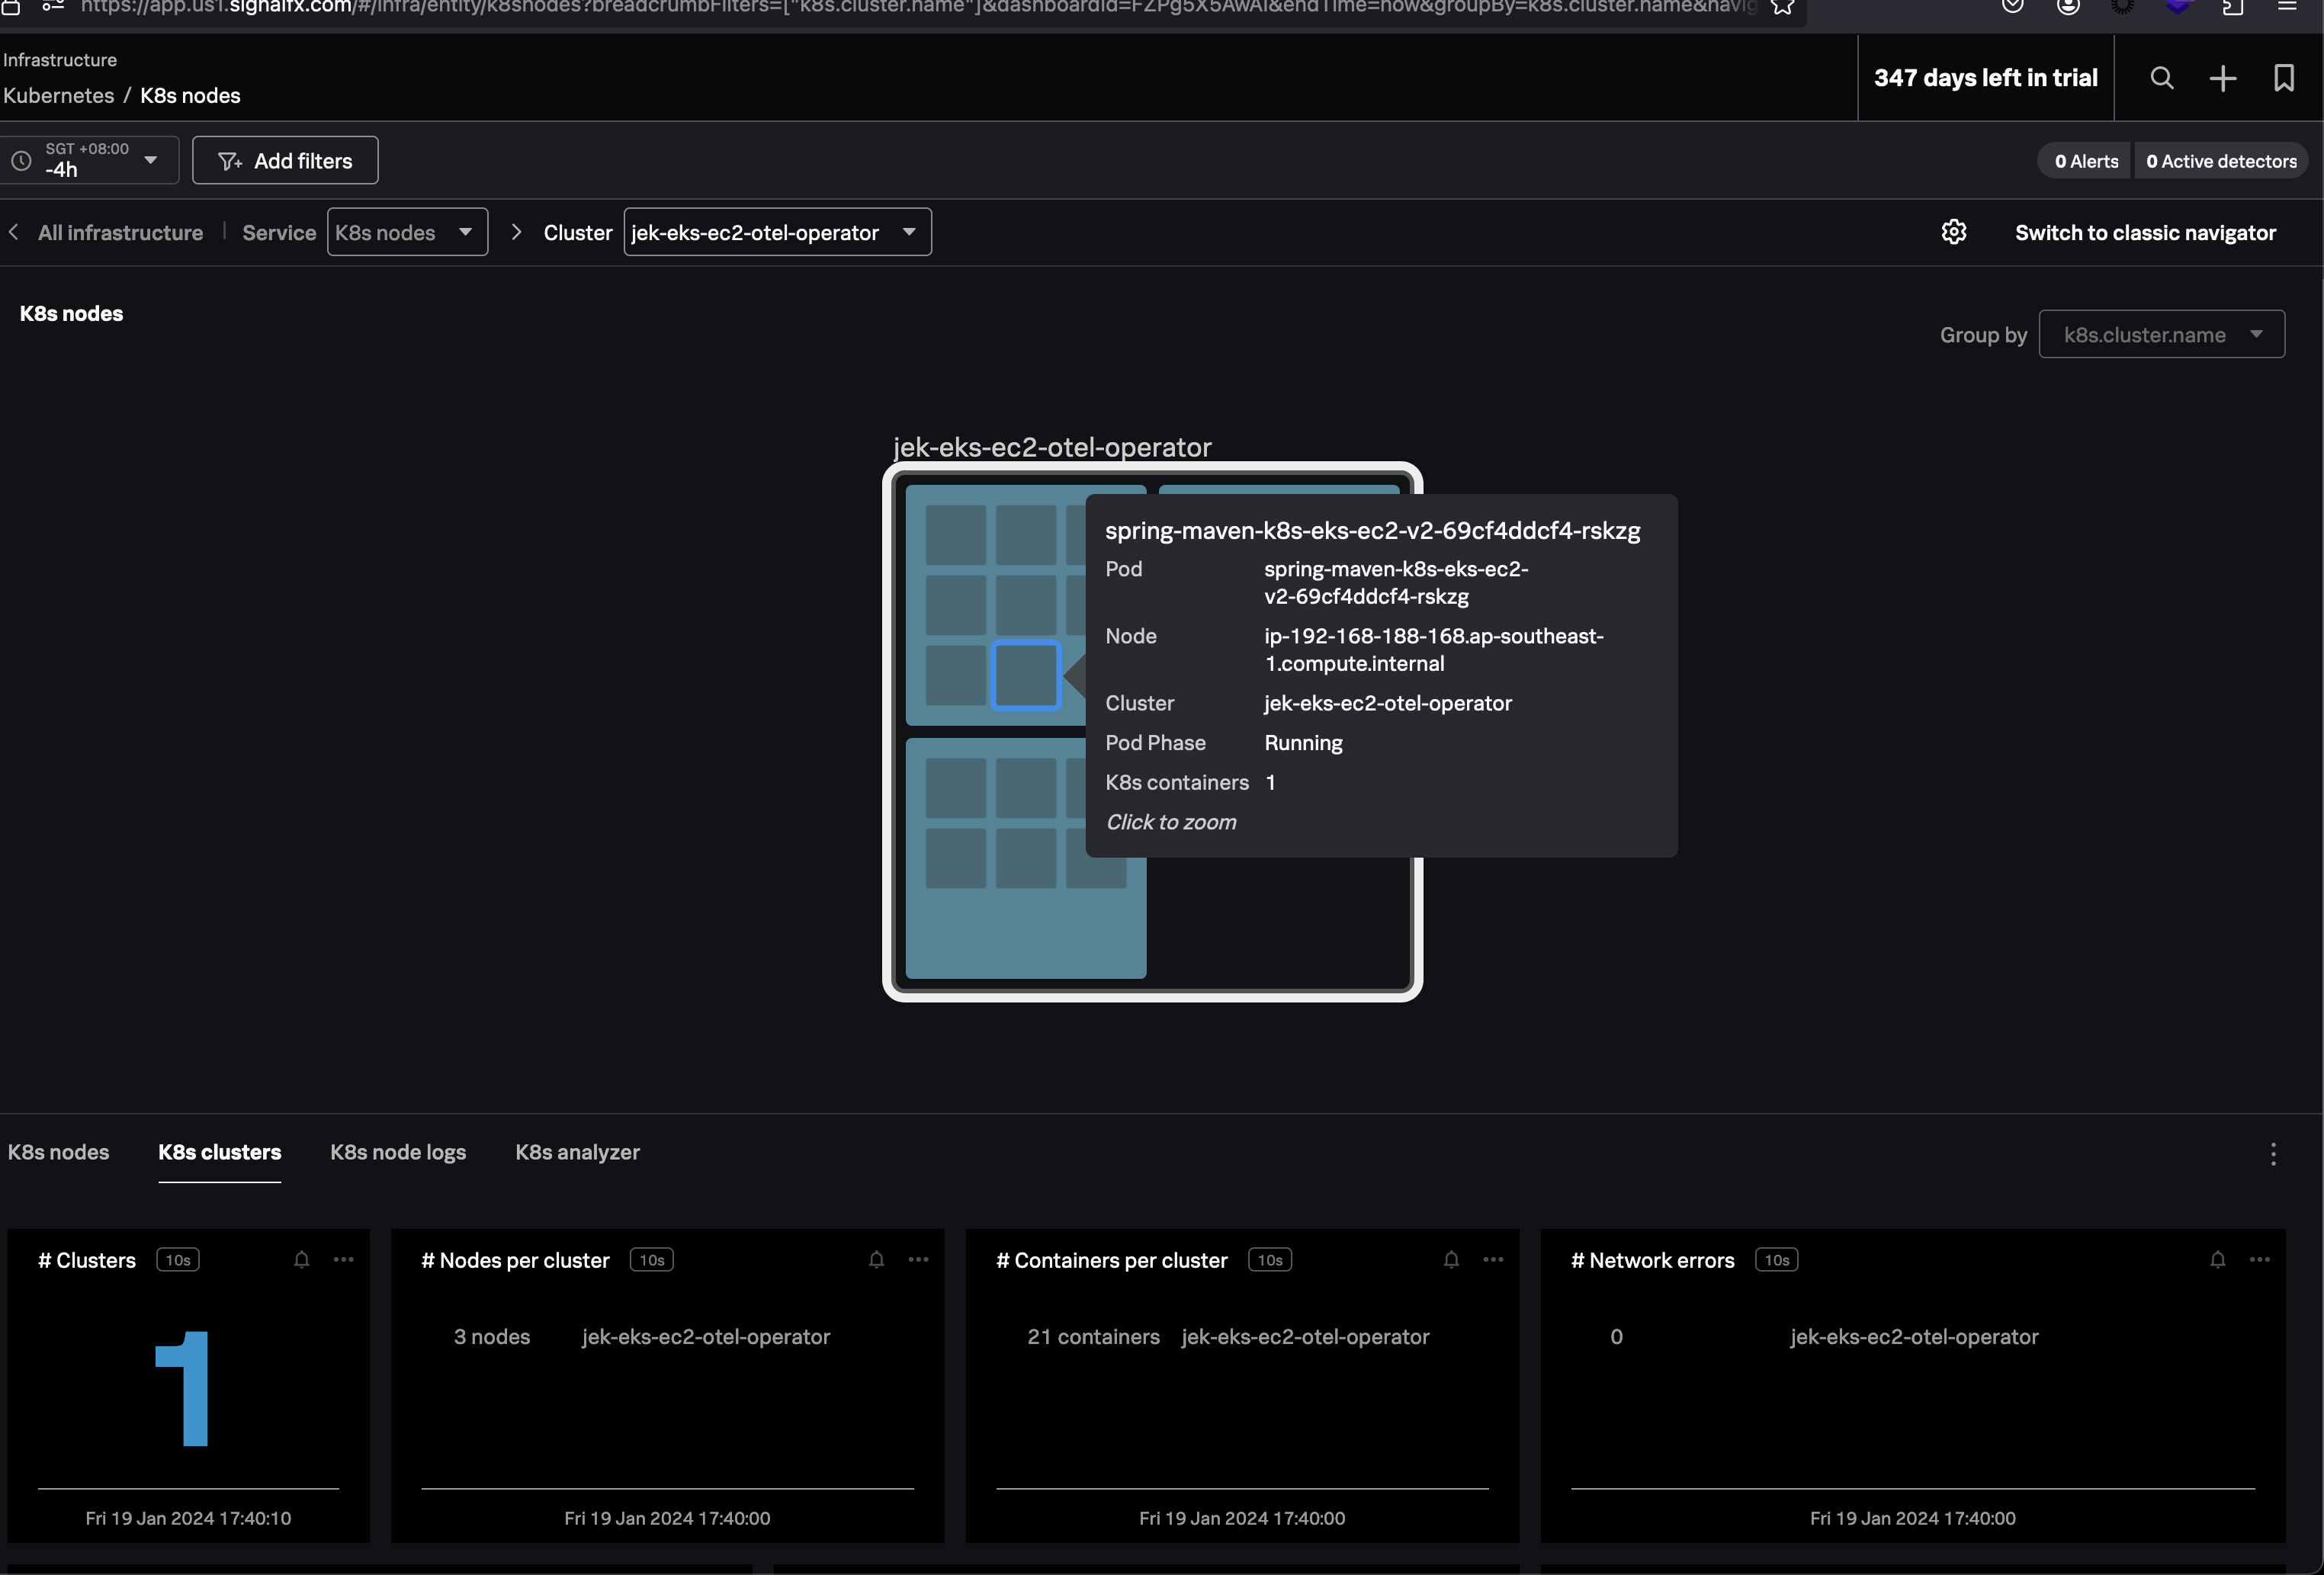 https://app.us1.signalfx.com/#/infra/entity/k8snodes?breadcrumbFilters=["k8s.cluster.name"]&dashboardId=FZPg5X5AwAI&endTime=now&groupBy=k8s.cluster.name&navig
Infrastructure
Kubernetes / K8s nodes
347 days left in trial
SGT +08:00
-4h
Add filters
0 Alerts
0 Active detectors
All infrastructure
Service
K8s nodes
Cluster
jek-eks-ec2-otel-operator
Switch to classic navigator
K8s nodes
Group by
k8s.cluster.name
jek-eks-ec2-otel-operator
spring-maven-k8s-eks-ec2-v2-69cf4ddcf4-rskzg
Pod
spring-maven-k8s-eks-ec2-
v2-69cf4ddcf4-rskzg
Node
ip-192-168-188-168.ap-southeast-
1.compute.internal
Cluster
jek-eks-ec2-otel-operator
Pod Phase
Running
K8s containers
1
Click to zoom
K8s nodes
K8s clusters
K8s node logs
K8s analyzer
# Clusters
10s
1
Fri 19 Jan 2024 17:40:10
# Nodes per cluster
10s
3 nodes
jek-eks-ec2-otel-operator
Fri 19 Jan 2024 17:40:00
# Containers per cluster
10s
21 containers
jek-eks-ec2-otel-operator
Fri 19 Jan 2024 17:40:00
# Network errors
10s
0
jek-eks-ec2-otel-operator
Fri 19 Jan 2024 17:40:00